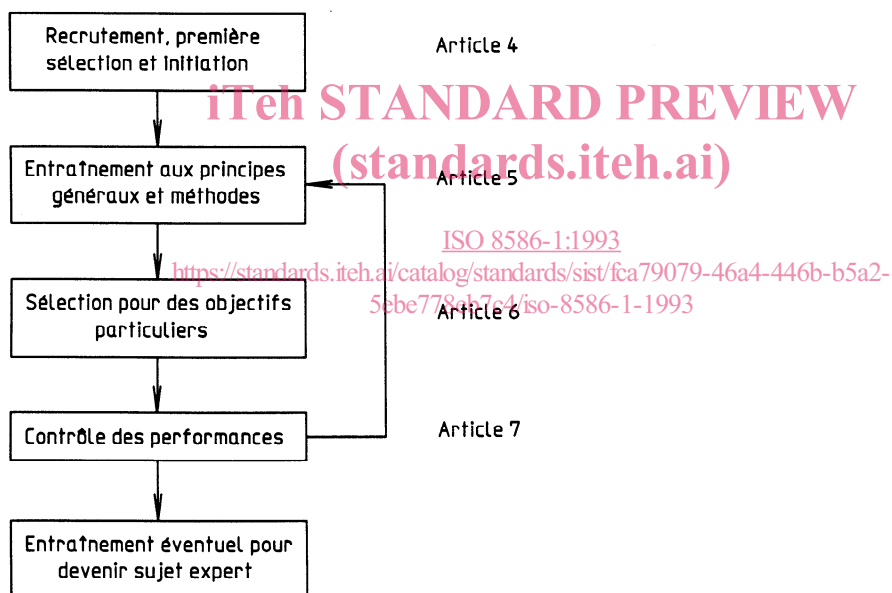 Recrutement, première
sélection et initiation
Article 4
iTeh STANDARD PREVIEW
(standards.iteh.ai)
Entraînement aux principes
généraux et méthodes
Article 5
ISO 8586-1:1993
https://standards.iteh.ai/catalog/standards/sist/fca79079-46a4-446b-b5a2-
5ebe778eb7c4/iso-8586-1-1993
Sélection pour des objectifs
particuliers
Article 6
Contrôle des performances
Article 7
Entraînement éventuel pour
devenir sujet expert